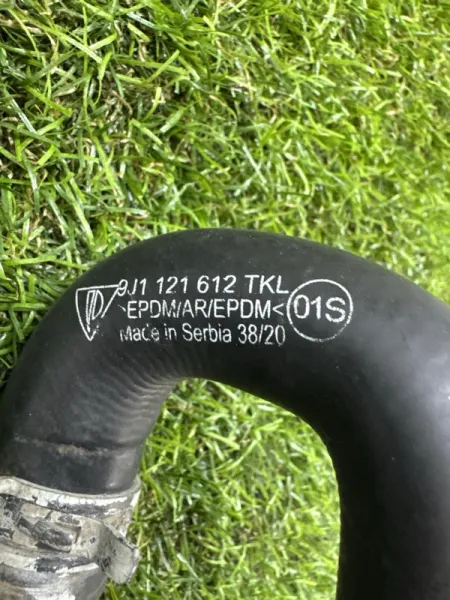 9J1 121 612 TKL
>EPDM/AR/EPDM<
01S
Made in Serbia 38/20